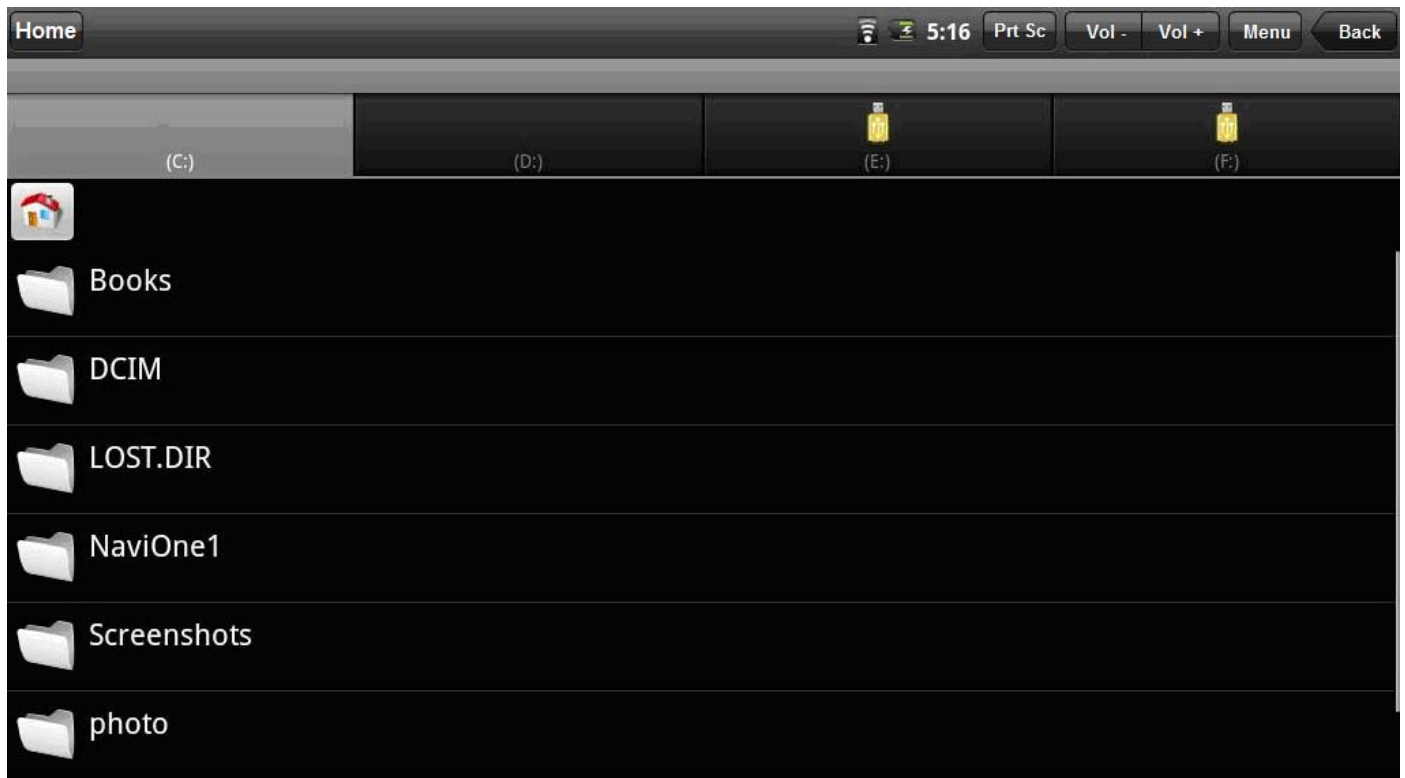 Home 5:16 Prt Sc Vol - Vol + Menu Back
(C:) (D:) (E:) (F:)
Books
DCIM
LOST.DIR
NaviOne1
Screenshots
photo